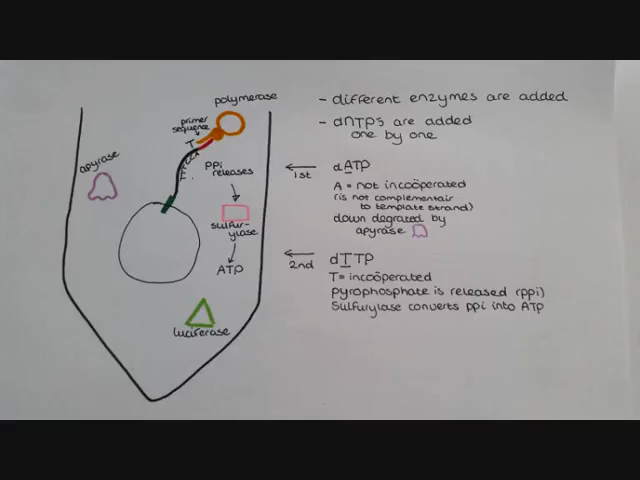 polymerase
primer
sequence
T
apyrase
PPi
releases
sulfur-
ylase
ATP
luciferase
- different enzymes are added
- dNTPs are added
one by one
1st
dATP
A = not incoöperated
(is not complementair
to template strand)
down degrated by
apyrase
2nd
dTTP
T= incoöperated
pyrophosphate is released (ppi)
sulfurylase converts ppi into ATP